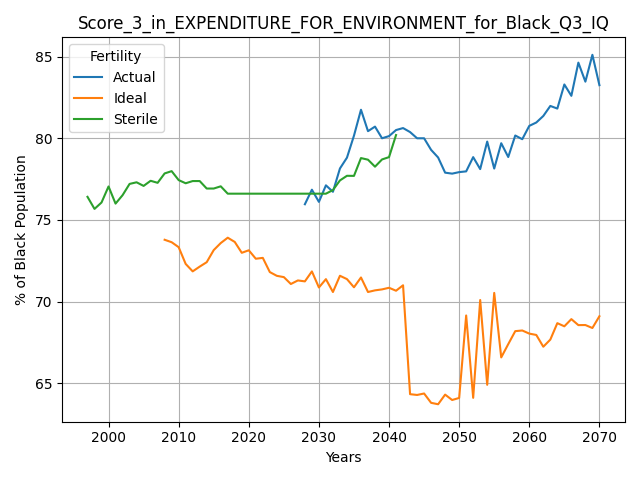 Score_3_in_EXPENDITURE_FOR_ENVIRONMENT_for_Black_Q3_IQ
Fertility
Actual
Ideal
Sterile
85
80
75
70
65
% of Black Population
2000
2010
2020
2030
2040
2050
2060
2070
Years